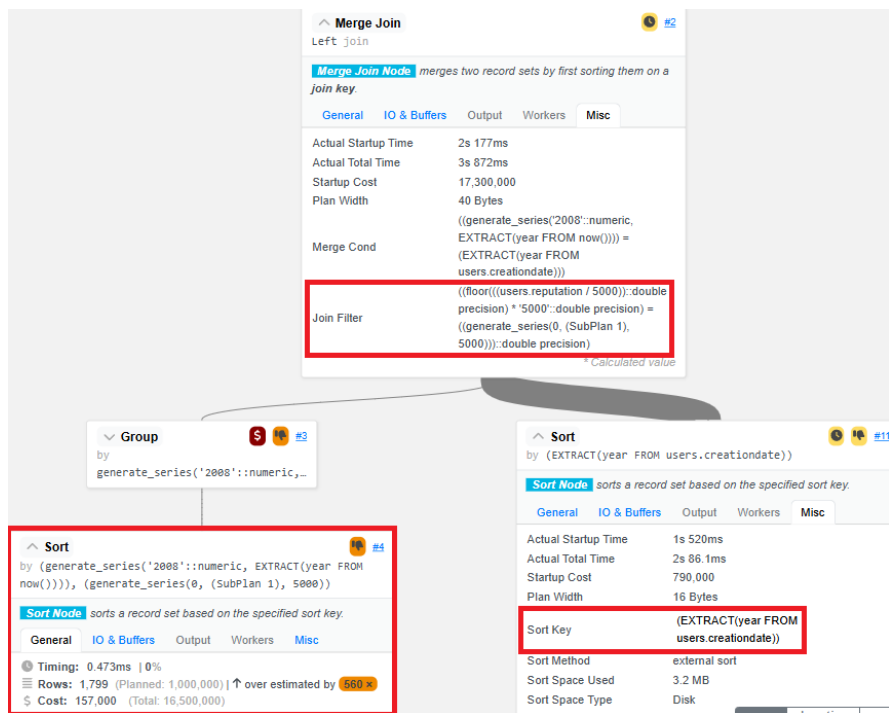 Merge Join
#2
Left join
Merge Join Node merges two record sets by first sorting them on a
join key.
General IO & Buffers Output Workers Misc
Actual Startup Time 2s 177ms
Actual Total Time 3s 872ms
Startup Cost 17,300,000
Plan Width 40 Bytes
Merge Cond ((generate_series('2008'::numeric,
EXTRACT(year FROM now()))) =
(EXTRACT(year FROM
users.creationdate)))
Join Filter ((floor(((users.reputation / 5000))::double
precision) * '5000'::double precision) =
((generate_series(0, (SubPlan 1),
5000)))::double precision)
* Calculated value
Group $ #3
by
generate_series('2008'::numeric,…
Sort #4
by (generate_series('2008'::numeric, EXTRACT(year FROM
now()))), (generate_series(0, (SubPlan 1), 5000))
Sort Node sorts a record set based on the specified sort key.
General IO & Buffers Output Workers Misc
Timing: 0.473ms | 0%
Rows: 1,799 (Planned: 1,000,000) | ↑ over estimated by 560 ×
$ Cost: 157,000 (Total: 16,500,000)
Sort #11
by (EXTRACT(year FROM users.creationdate))
Sort Node sorts a record set based on the specified sort key.
General IO & Buffers Output Workers Misc
Actual Startup Time 1s 520ms
Actual Total Time 2s 86.1ms
Startup Cost 790,000
Plan Width 16 Bytes
Sort Key (EXTRACT(year FROM
users.creationdate))
Sort Method external sort
Sort Space Used 3.2 MB
Sort Space Type Disk